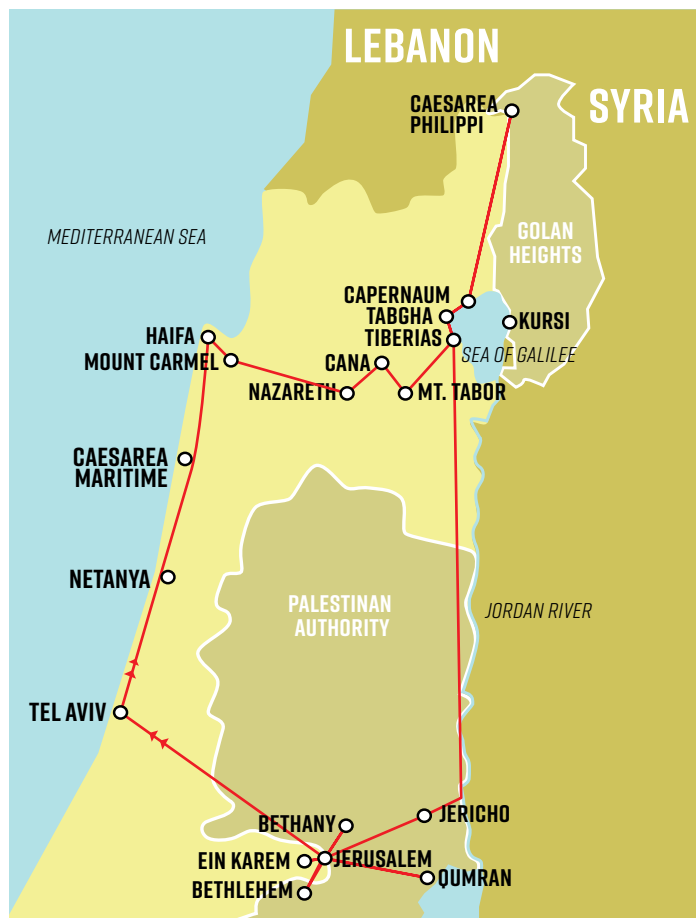 LEBANON
CAESAREA
PHILIPPI
SYRIA
MEDITERRANEAN SEA
GOLAN
HEIGHTS
CAPERNAUM
TABGHA
KURSI
HAIFA
TIBERIAS
SEA OF GALILEE
MOUNT CARMEL
CANA
NAZARETH
MT. TABOR
CAESAREA
MARITIME
NETANYA
PALESTINAN
AUTHORITY
JORDAN RIVER
TEL AVIV
JERICHO
BETHANY
EIN KAREM
JERUSALEM
QUMRAN
BETHLEHEM